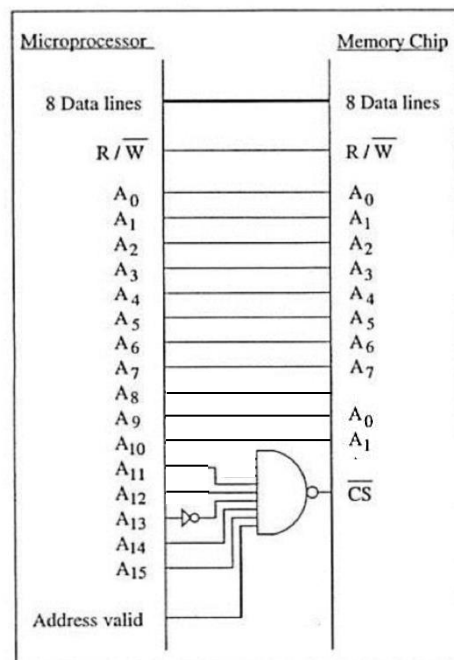 Microprocessor Memory Chip
8 Data lines 8 Data lines
R / W̅ R / W̅
A₀ A₀
A₁ A₁
A₂ A₂
A₃ A₃
A₄ A₄
A₅ A₅
A₆ A₆
A₇ A₇
A₈
A₉ A₀
A₁₀ A₁
A₁₁
A₁₂ C̅S̅
A₁₃
A₁₄
A₁₅
Address valid